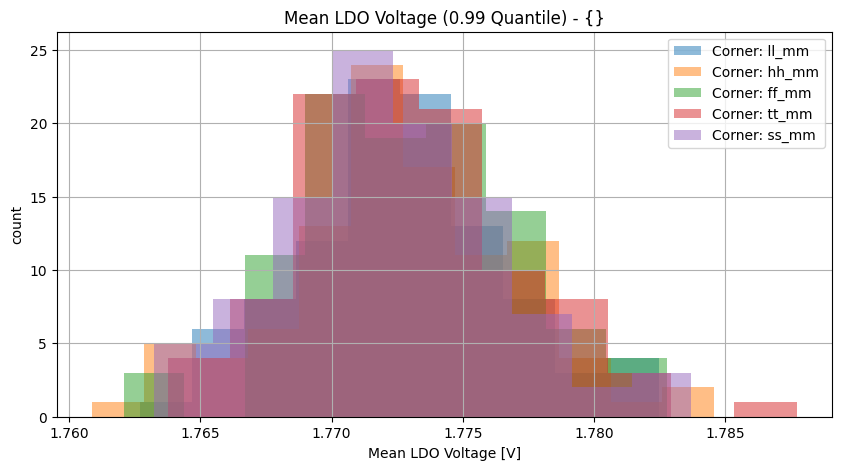 Mean LDO Voltage (0.99 Quantile) - {}
Corner: ll_mm
Corner: hh_mm
Corner: ff_mm
Corner: tt_mm
Corner: ss_mm
25
20
15
10
5
0
count
1.760 1.765 1.770 1.775 1.780 1.785
Mean LDO Voltage [V]